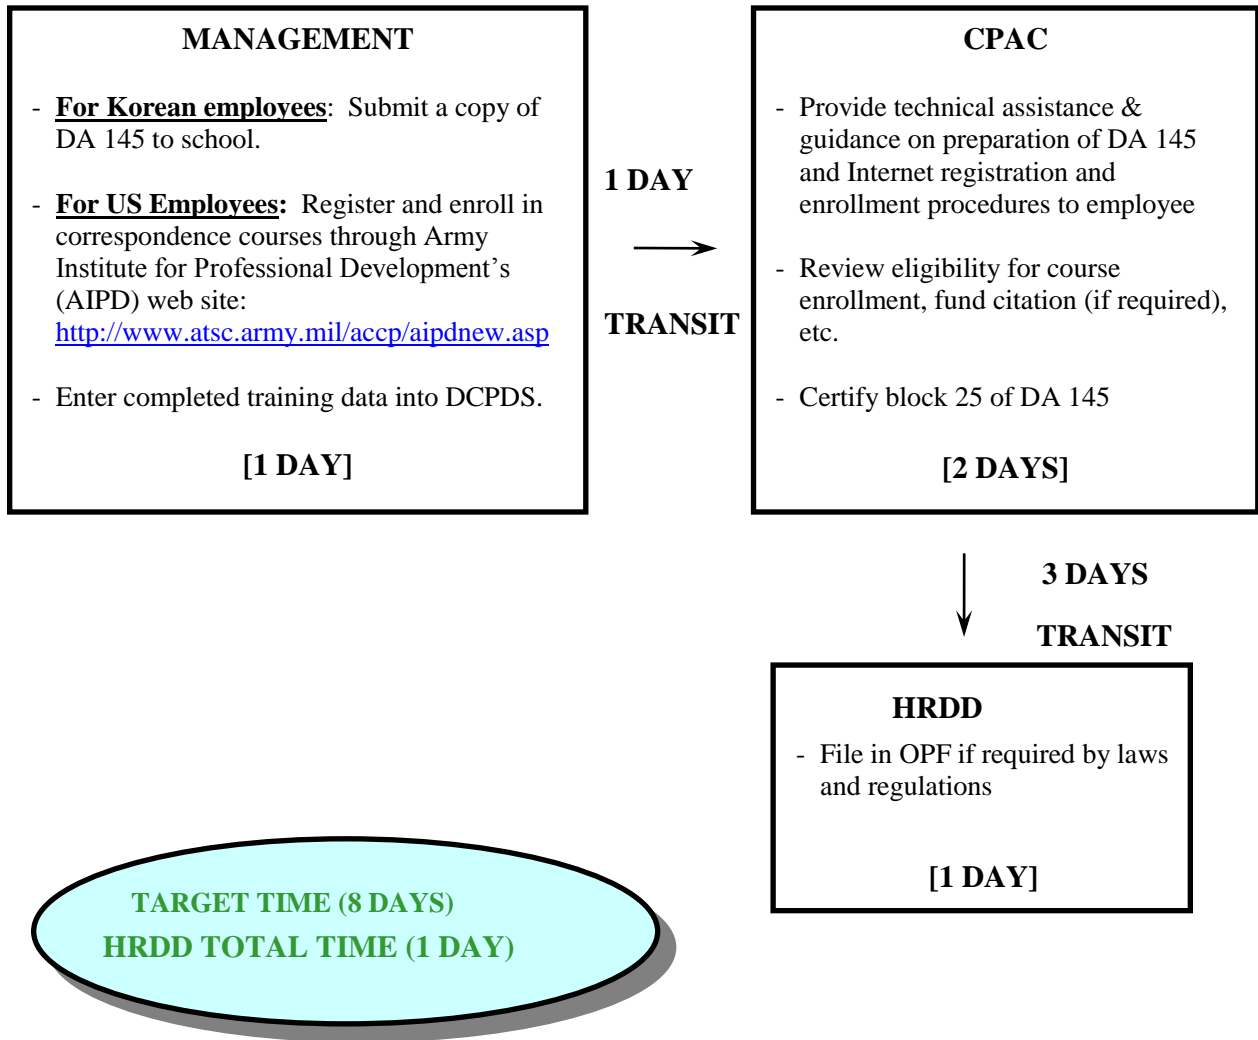 MANAGEMENT
- For Korean employees: Submit a copy of
DA 145 to school.
- For US Employees: Register and enroll in
correspondence courses through Army
Institute for Professional Development’s
(AIPD) web site:
http://www.atsc.army.mil/accp/aipdnew.asp
- Enter completed training data into DCPDS.
[1 DAY]
1 DAY
TRANSIT
CPAC
- Provide technical assistance &
guidance on preparation of DA 145
and Internet registration and
enrollment procedures to employee
- Review eligibility for course
enrollment, fund citation (if required),
etc.
- Certify block 25 of DA 145
[2 DAYS]
3 DAYS
TRANSIT
HRDD
- File in OPF if required by laws
and regulations
[1 DAY]
TARGET TIME (8 DAYS)
HRDD TOTAL TIME (1 DAY)